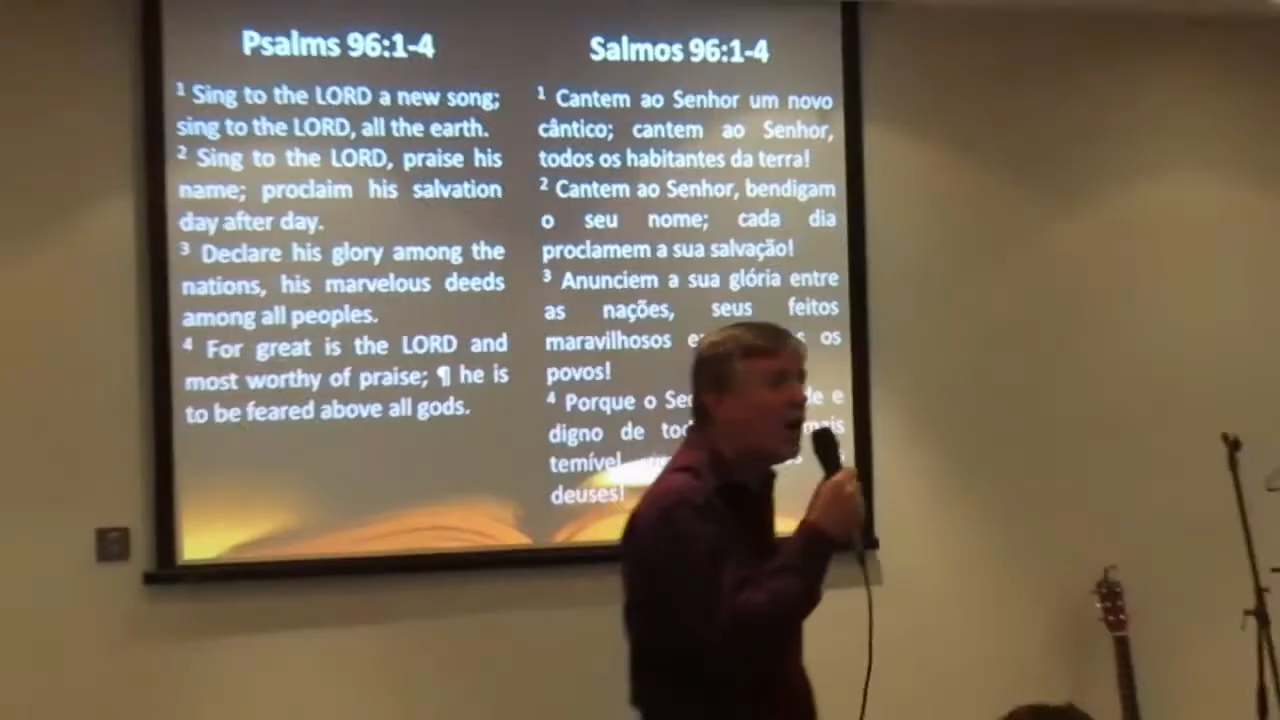 Psalms 96:1-4
1 Sing to the LORD a new song;
sing to the LORD, all the earth.
2 Sing to the LORD, praise his
name; proclaim his salvation
day after day.
3 Declare his glory among the
nations, his marvelous deeds
among all peoples.
4 For great is the LORD and
most worthy of praise; ¶ he is
to be feared above all gods.
Salmos 96:1-4
1 Cantem ao Senhor um novo
cântico; cantem ao Senhor,
todos os habitantes da terra!
2 Cantem ao Senhor, bendigam
o seu nome; cada dia
proclamem a sua salvação!
3 Anunciem a sua glória entre
as nações, seus feitos
maravilhosos os
povos!
4 Porque o e
digno de mais
temível
deuses!